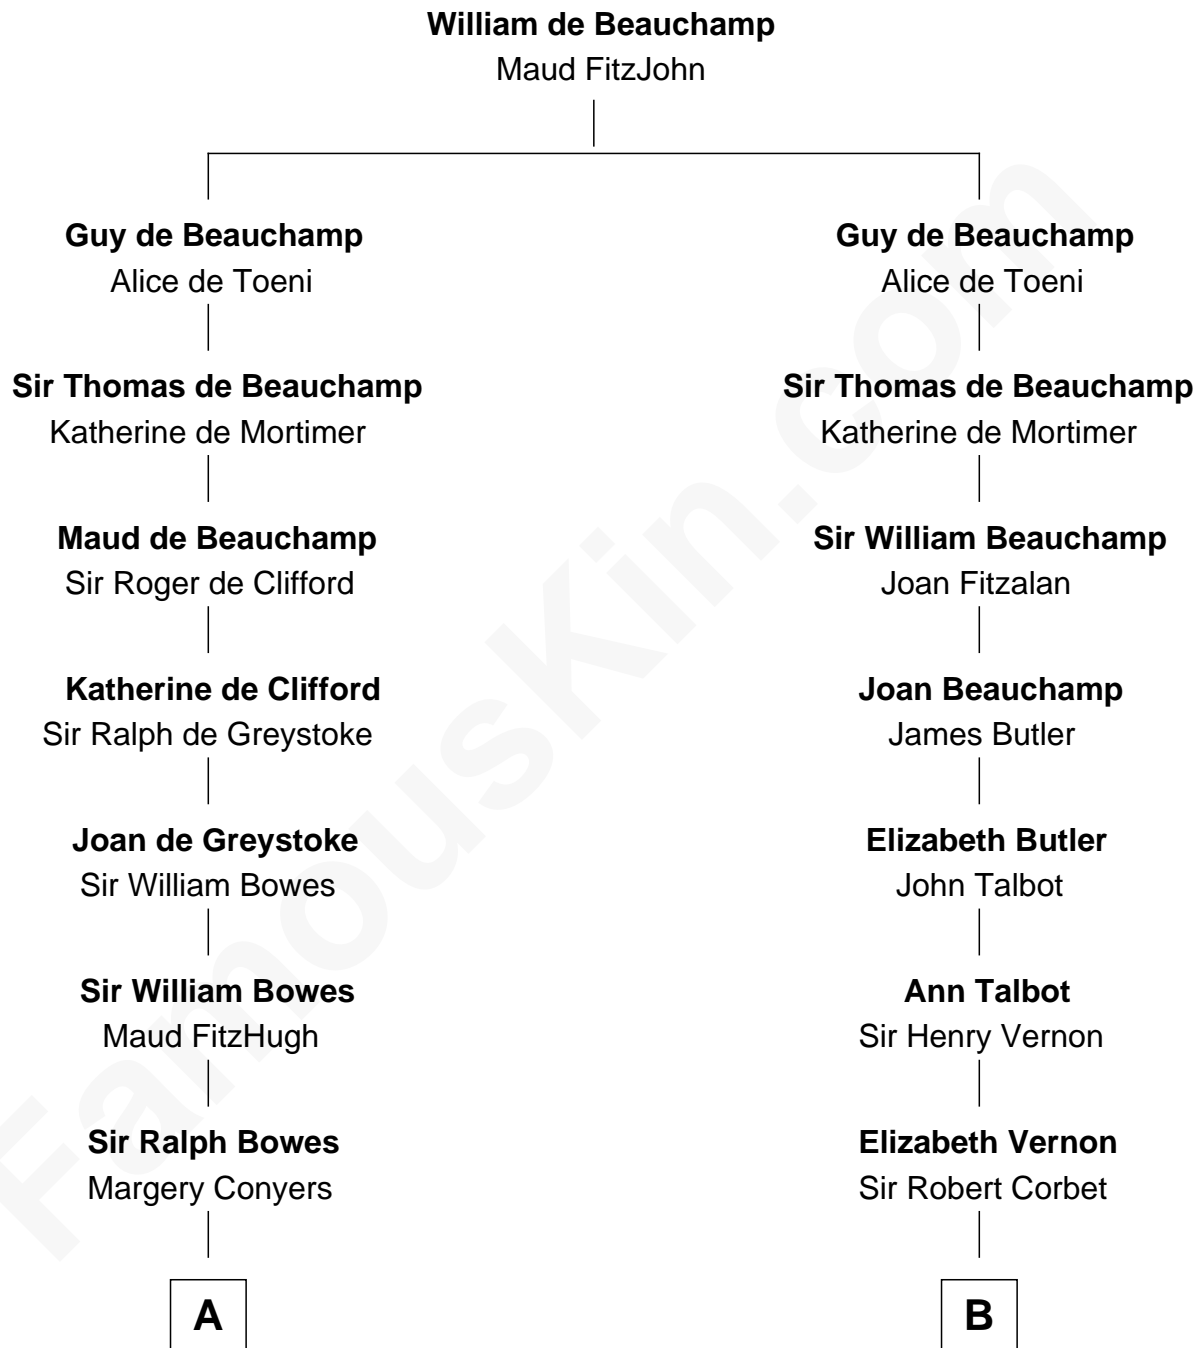 William de Beauchamp
Maud FitzJohn
Guy de Beauchamp
Alice de Toeni
Sir Thomas de Beauchamp
Katherine de Mortimer
Maud de Beauchamp
Sir Roger de Clifford
Katherine de Clifford
Sir Ralph de Greystoke
Joan de Greystoke
Sir William Bowes
Sir William Bowes
Maud FitzHugh
Sir Ralph Bowes
Margery Conyers
A
Guy de Beauchamp
Alice de Toeni
Sir Thomas de Beauchamp
Katherine de Mortimer
Sir William Beauchamp
Joan Fitzalan
Joan Beauchamp
James Butler
Elizabeth Butler
John Talbot
Ann Talbot
Sir Henry Vernon
Elizabeth Vernon
Sir Robert Corbet
B
FamousKin.com